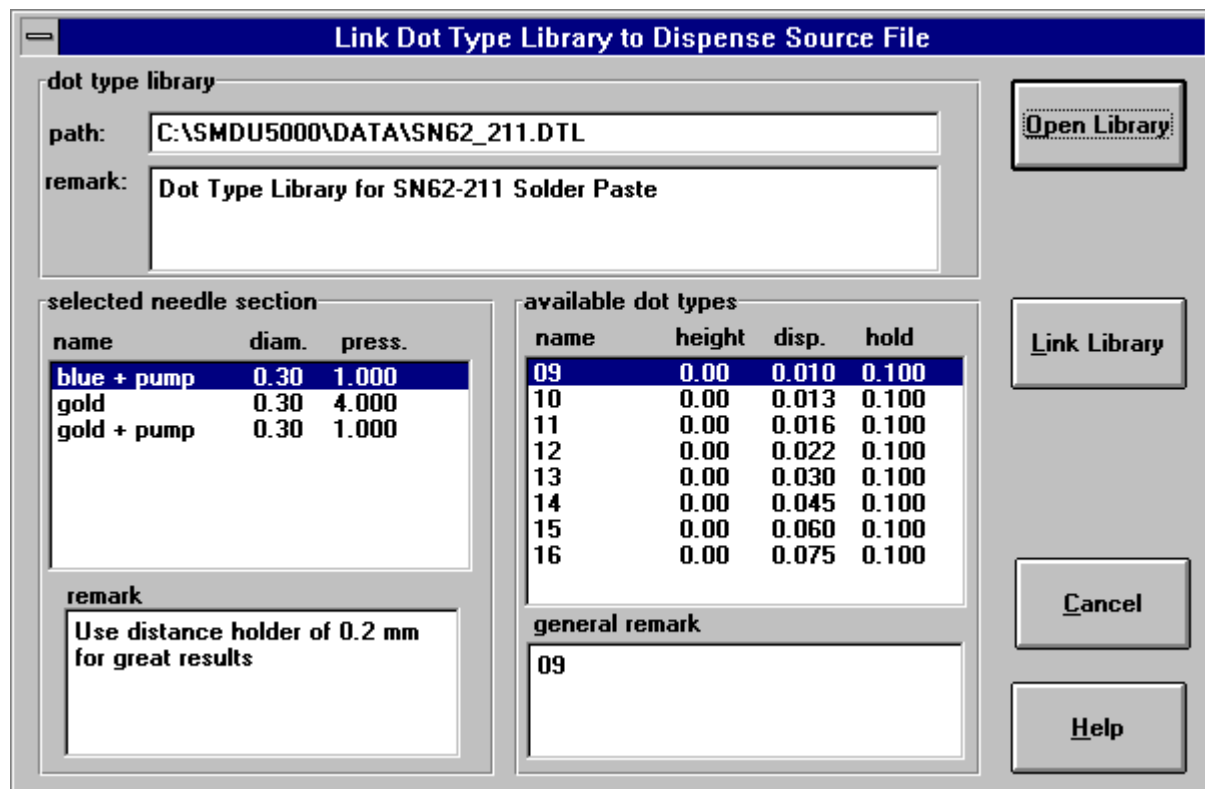 Link Dot Type Library to Dispense Source File
dot type library
path: C:\SMDU5000\DATA\SN62_211.DTL
remark: Dot Type Library for SN62-211 Solder Paste
Open Library
selected needle section
name diam. press.
blue + pump 0.30 1.000
gold 0.30 4.000
gold + pump 0.30 1.000
remark
Use distance holder of 0.2 mm
for great results
available dot types
name height disp. hold
09 0.00 0.010 0.100
10 0.00 0.013 0.100
11 0.00 0.016 0.100
12 0.00 0.022 0.100
13 0.00 0.030 0.100
14 0.00 0.045 0.100
15 0.00 0.060 0.100
16 0.00 0.075 0.100
general remark
09
Link Library
Cancel
Help